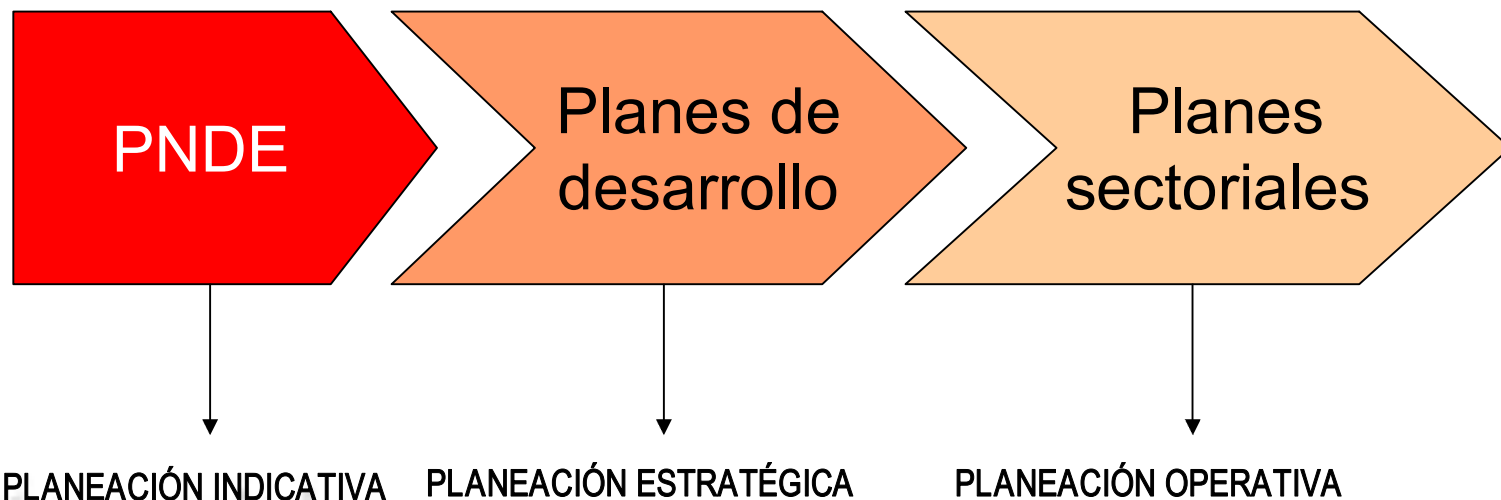 PNDE
Planes de
desarrollo
Planes
sectoriales
PLANEACIÓN INDICATIVA
PLANEACIÓN ESTRATÉGICA
PLANEACIÓN OPERATIVA